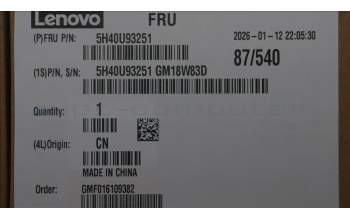 Lenovo FRU
(P)FRU P/N: 5H40U93251 2026-01-12 22:05:30
87/540
(1S)P/N, S/N: 5H40U93251 GM18W83D
Quantity: 1
(4L)Origin: CN
MADE IN CHINA
Order: GMF016109382